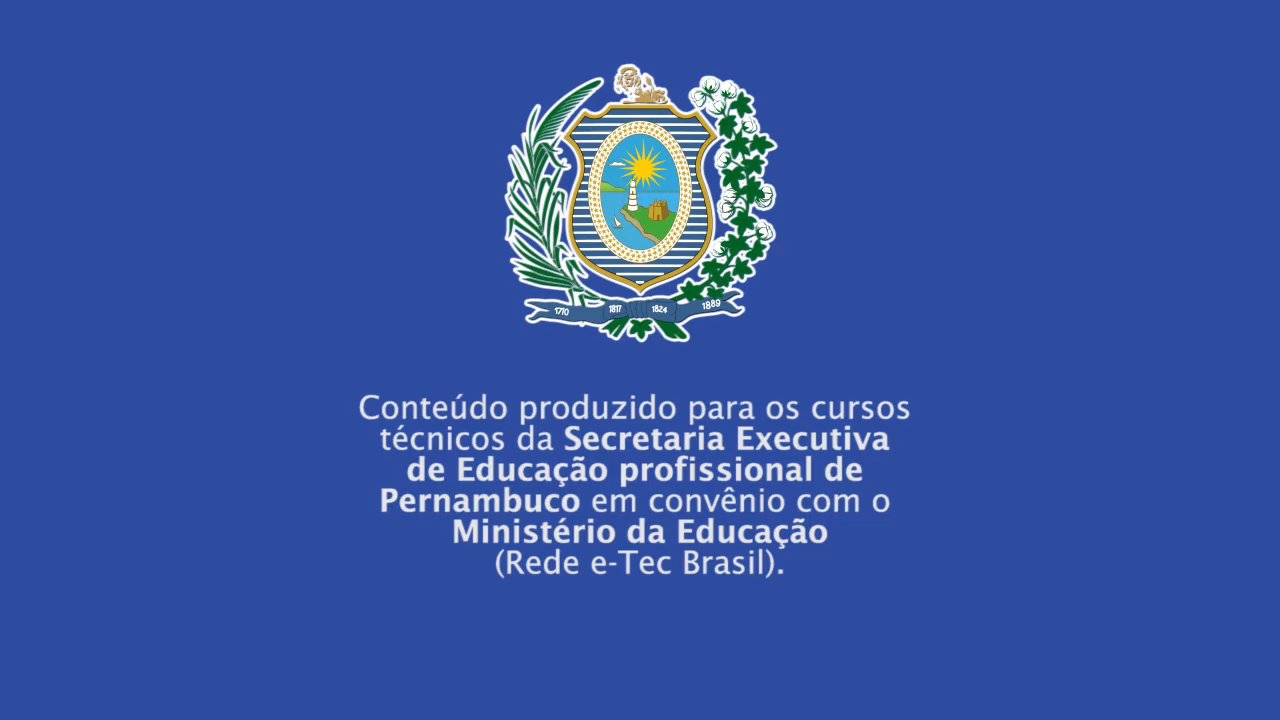 1710 1817 1824 1889
Conteúdo produzido para os cursos
técnicos da Secretaria Executiva
de Educação profissional de
Pernambuco em convênio com o
Ministério da Educação
(Rede e-Tec Brasil).